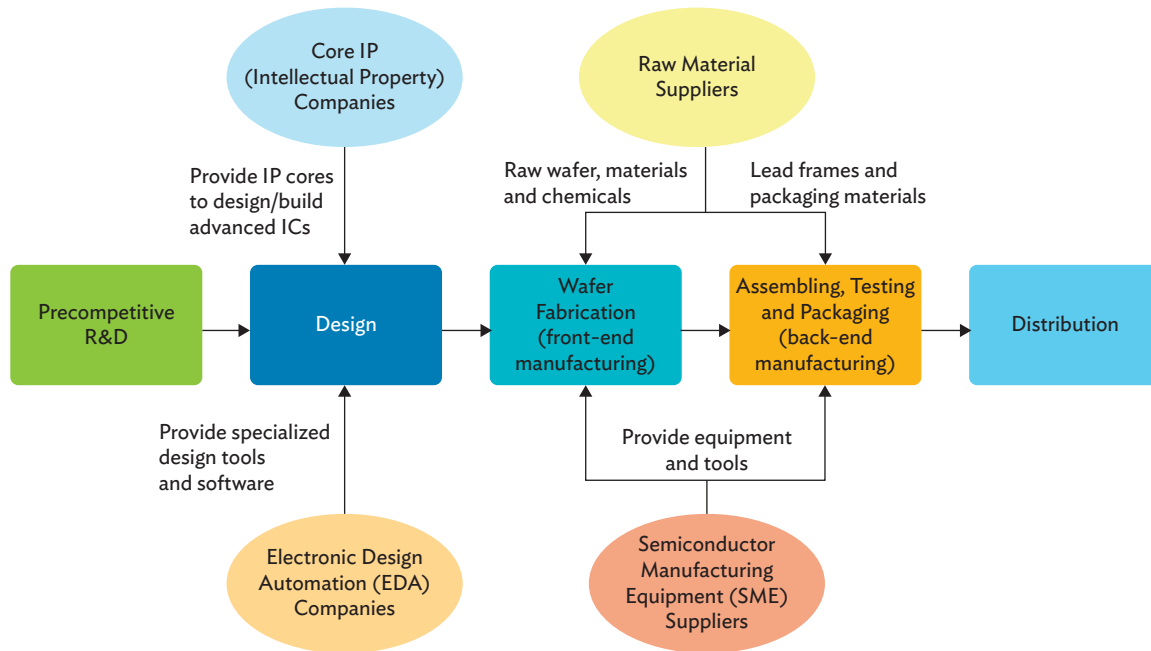 Core IP
(Intellectual Property)
Companies
Raw Material
Suppliers
Provide IP cores
to design/build
advanced ICs
Raw wafer, materials
and chemicals
Lead frames and
packaging materials
Precompetitive
R&D
Design
Wafer
Fabrication
(front-end
manufacturing)
Assembling, Testing
and Packaging
(back-end
manufacturing)
Distribution
Provide specialized
design tools
and software
Provide equipment
and tools
Electronic Design
Automation (EDA)
Companies
Semiconductor
Manufacturing
Equipment (SME)
Suppliers